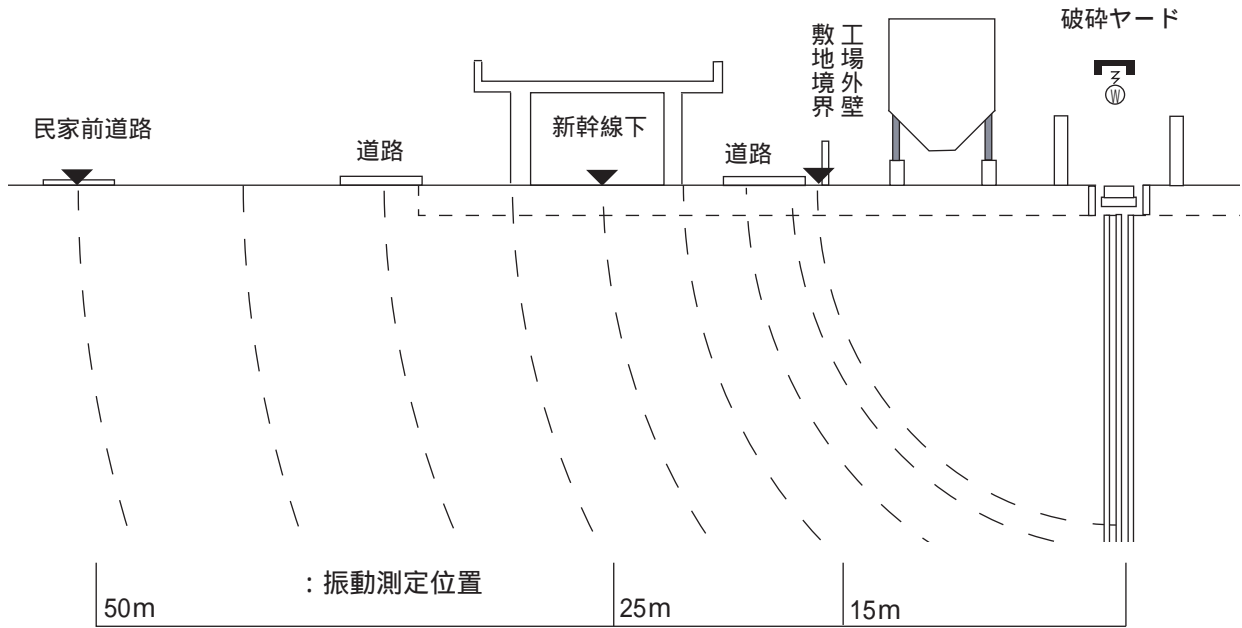 破砕ヤード
工場外壁
敷地境界
W
民家前道路
道路
新幹線下
道路
：振動測定位置
50m
25m
15m